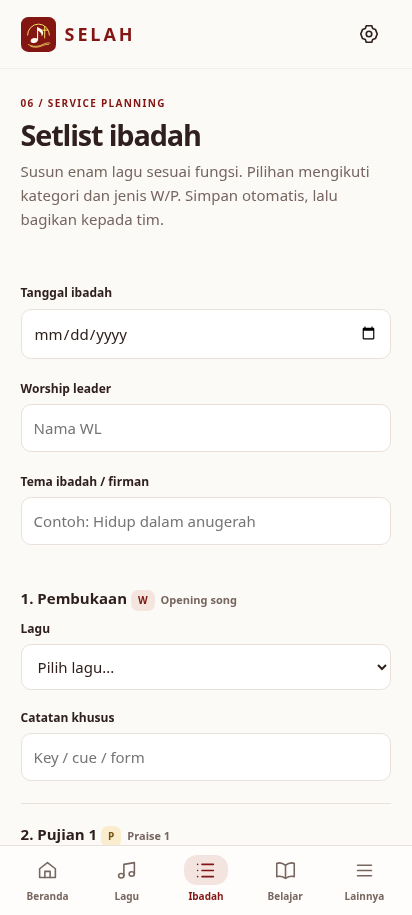 SELAH
06 / SERVICE PLANNING
Setlist ibadah
Susun enam lagu sesuai fungsi. Pilihan mengikuti
kategori dan jenis W/P. Simpan otomatis, lalu
bagikan kepada tim.
Tanggal ibadah
mm/dd/yyyy
Worship leader
Nama WL
Tema ibadah / firman
Contoh: Hidup dalam anugerah
1. Pembukaan W Opening song
Lagu
Pilih lagu...
Catatan khusus
Key / cue / form
2. Pujian 1 P Praise 1
Beranda Lagu Ibadah Belajar Lainnya